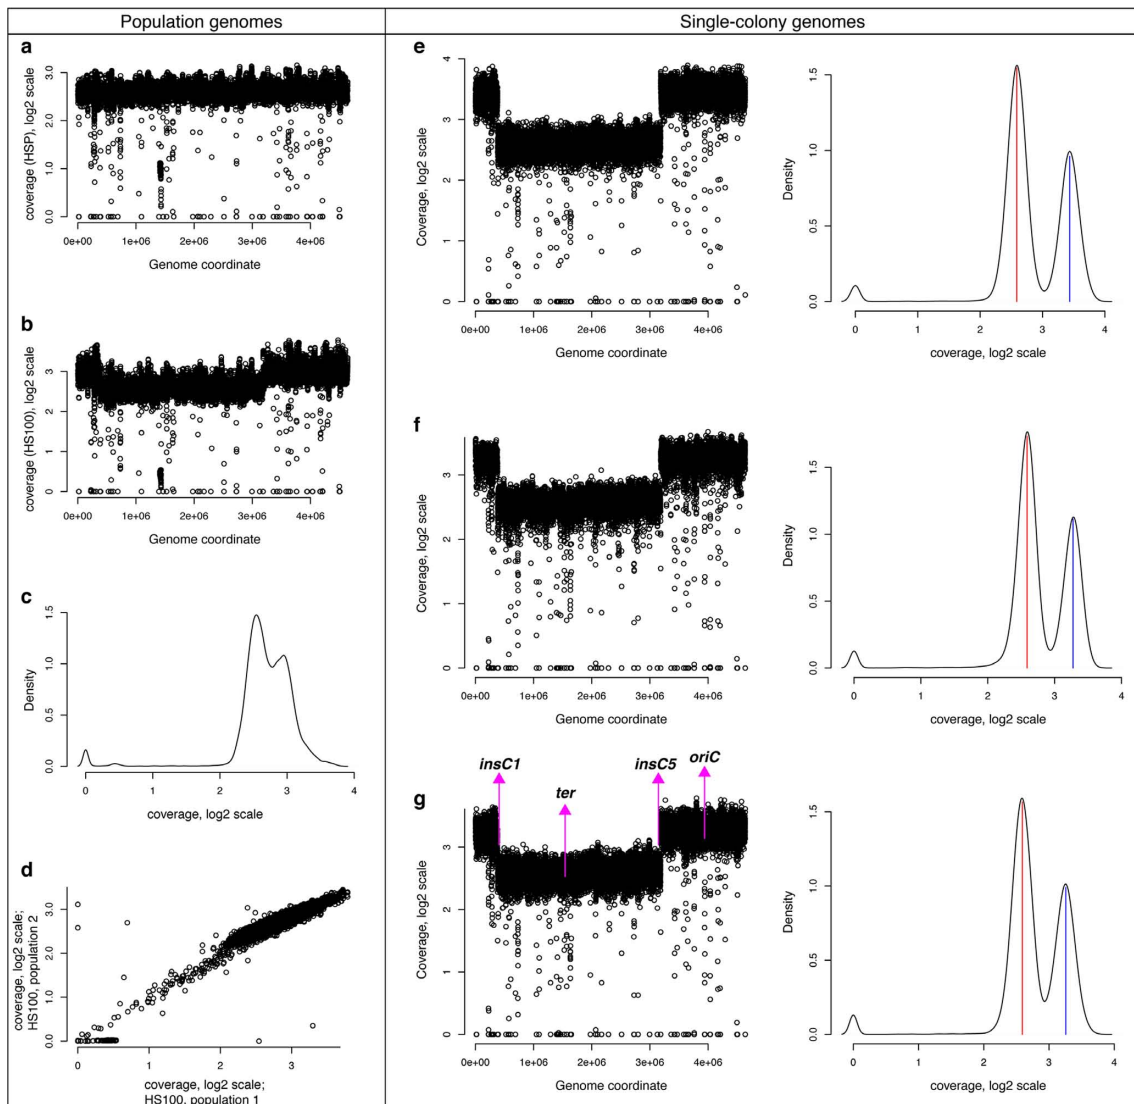 Population genomes
Single-colony genomes
a
coverage (HSP), log2 scale
0.0 1.0 2.0 3.0
0e+00 1e+06 2e+06 3e+06 4e+06
Genome coordinate
b
coverage (HS100), log2 scale
0 1 2 3
0e+00 1e+06 2e+06 3e+06 4e+06
Genome coordinate
c
Density
0.0 0.5 1.0 1.5
0 1 2 3 4
coverage, log2 scale
d
coverage, log2 scale;
HS100, population 2
0.0 1.0 2.0 3.0
0 1 2 3
coverage, log2 scale;
HS100, population 1
e
Coverage, log2 scale
0 1 2 3 4
0e+00 1e+06 2e+06 3e+06 4e+06
Genome coordinate
Density
0.0 0.5 1.0 1.5
0 1 2 3 4
coverage, log2 scale
f
Coverage, log2 scale
0 1 2 3
0e+00 1e+06 2e+06 3e+06 4e+06
Genome coordinate
Density
0.0 0.5 1.0 1.5
0 1 2 3 4
coverage, log2 scale
g
insC1
ter
insC5
oriC
Coverage, log2 scale
0 1 2 3
0e+00 1e+06 2e+06 3e+06 4e+06
Genome coordinate
Density
0.0 0.5 1.0 1.5
0 1 2 3 4
coverage, log2 scale